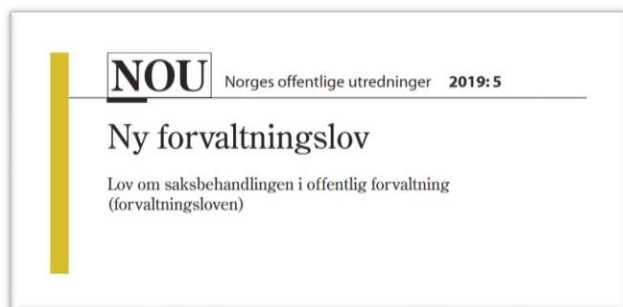 NOU Norges offentlige utredninger 2019: 5
Ny forvaltningslov
Lov om saksbehandlingen i offentlig forvaltning
(forvaltningsloven)